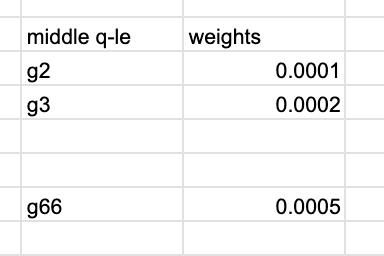 middle q-le weights
g2 0.0001
g3 0.0002
g66 0.0005